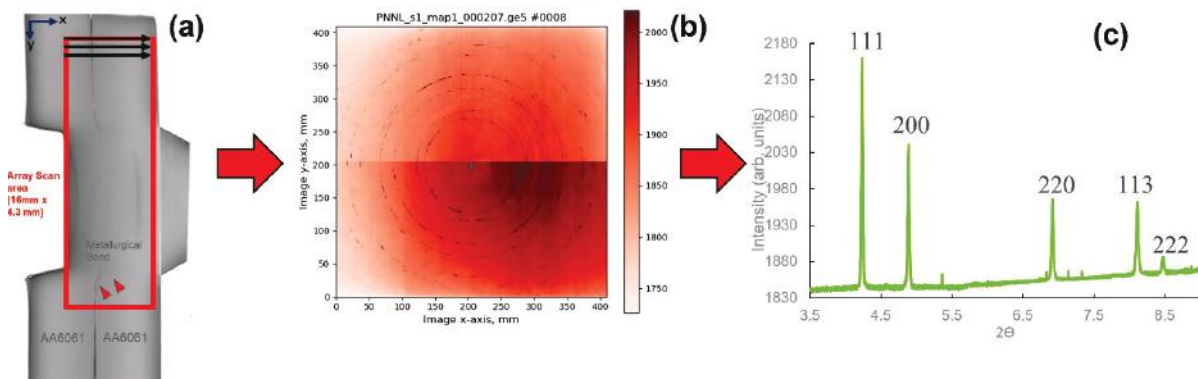 (a)
x
y
Array Scan
area
(16mm x
4.3 mm)
Metallurgical
Bond
AA6061
AA6061
PNNL_s1_map1_000207.ge5 #0008
(b)
Image y-axis, mm
400
350
300
250
200
150
100
50
0
0 50 100 150 200 250 300 350 400
Image x-axis, mm
2000
1950
1900
1850
1800
1750
(c)
Intensity (arb. units)
2180
2130
2080
2030
1980
1930
1880
1830
111
200
220
113
222
3.5 4.5 5.5 6.5 7.5 8.5
2Θ